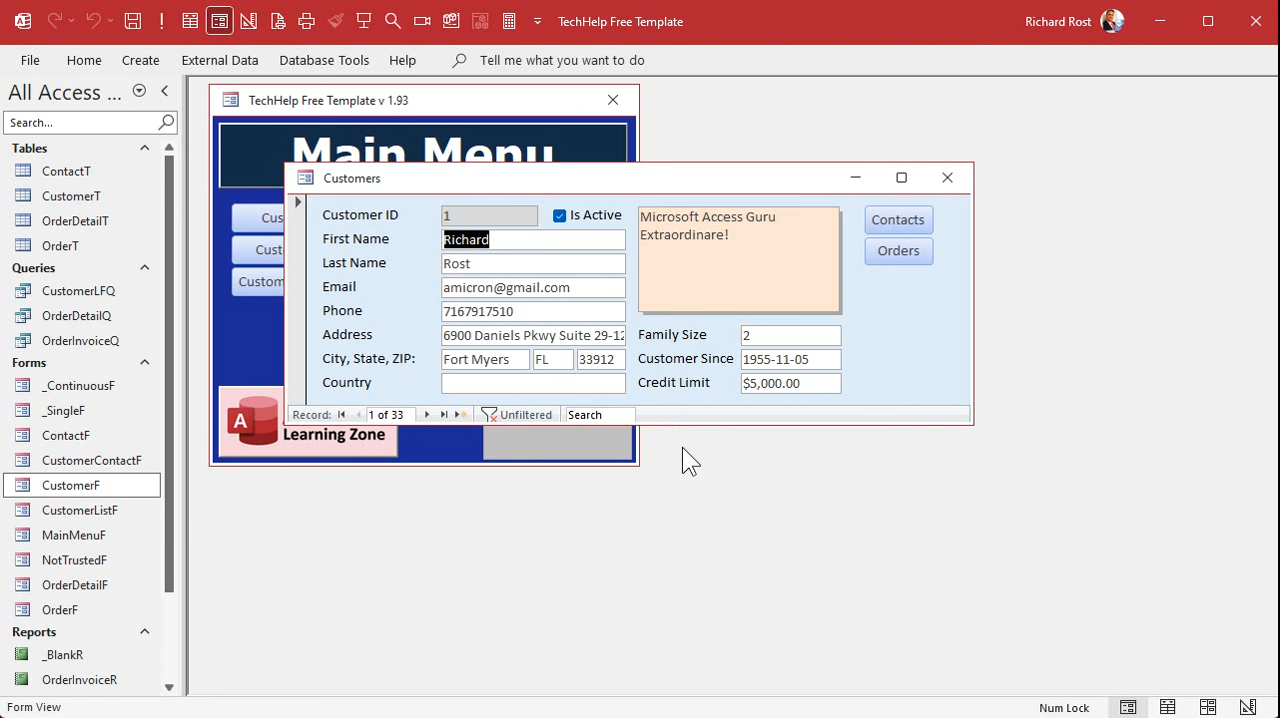 TechHelp Free Template
Richard Rost
File Home Create External Data Database Tools Help Tell me what you want to do
All Access ...
Search...
Tables
ContactT
CustomerT
OrderDetailT
OrderT
Queries
CustomerLFQ
OrderDetailQ
OrderInvoiceQ
Forms
_ContinuousF
_SingleF
ContactF
CustomerContactF
CustomerF
CustomerListF
MainMenuF
NotTrustedF
OrderDetailF
OrderF
Reports
_BlankR
OrderInvoiceR
TechHelp Free Template v 1.93
Main Menu
Cus
Cust
Custom
A
Learning Zone
Customers
Customer ID 1 Is Active
First Name Richard
Last Name Rost
Email amicron@gmail.com
Phone 7167917510
Address 6900 Daniels Pkwy Suite 29-12
City, State, ZIP: Fort Myers FL 33912
Country
Microsoft Access Guru
Extraordinare!
Family Size 2
Customer Since 1955-11-05
Credit Limit $5,000.00
Contacts
Orders
Record: 1 of 33 Unfiltered Search
Form View
Num Lock